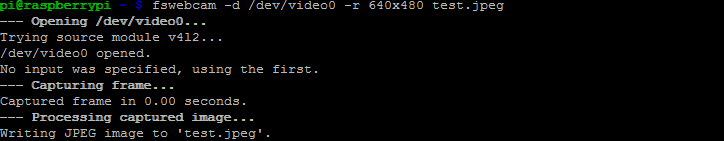 pi@raspberrypi ~ $ fswebcam -d /dev/video0 -r 640x480 test.jpeg
--- Opening /dev/video0...
Trying source module v4l2...
/dev/video0 opened.
No input was specified, using the first.
--- Capturing frame...
Captured frame in 0.00 seconds.
--- Processing captured image...
Writing JPEG image to 'test.jpeg'.